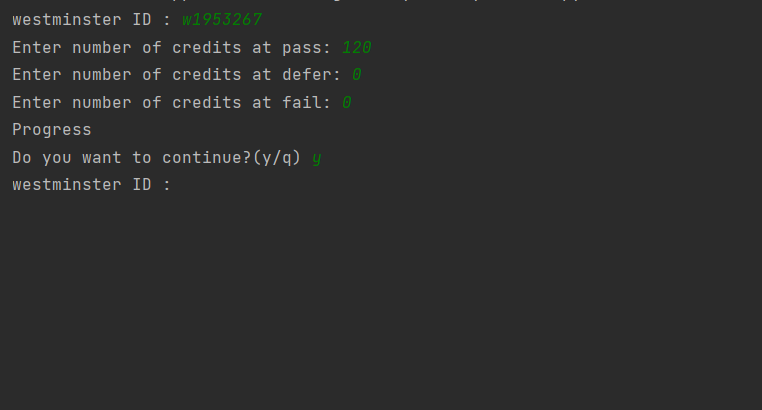 westminster ID : w1953267
Enter number of credits at pass: 120
Enter number of credits at defer: 0
Enter number of credits at fail: 0
Progress
Do you want to continue?(y/q) y
westminster ID :